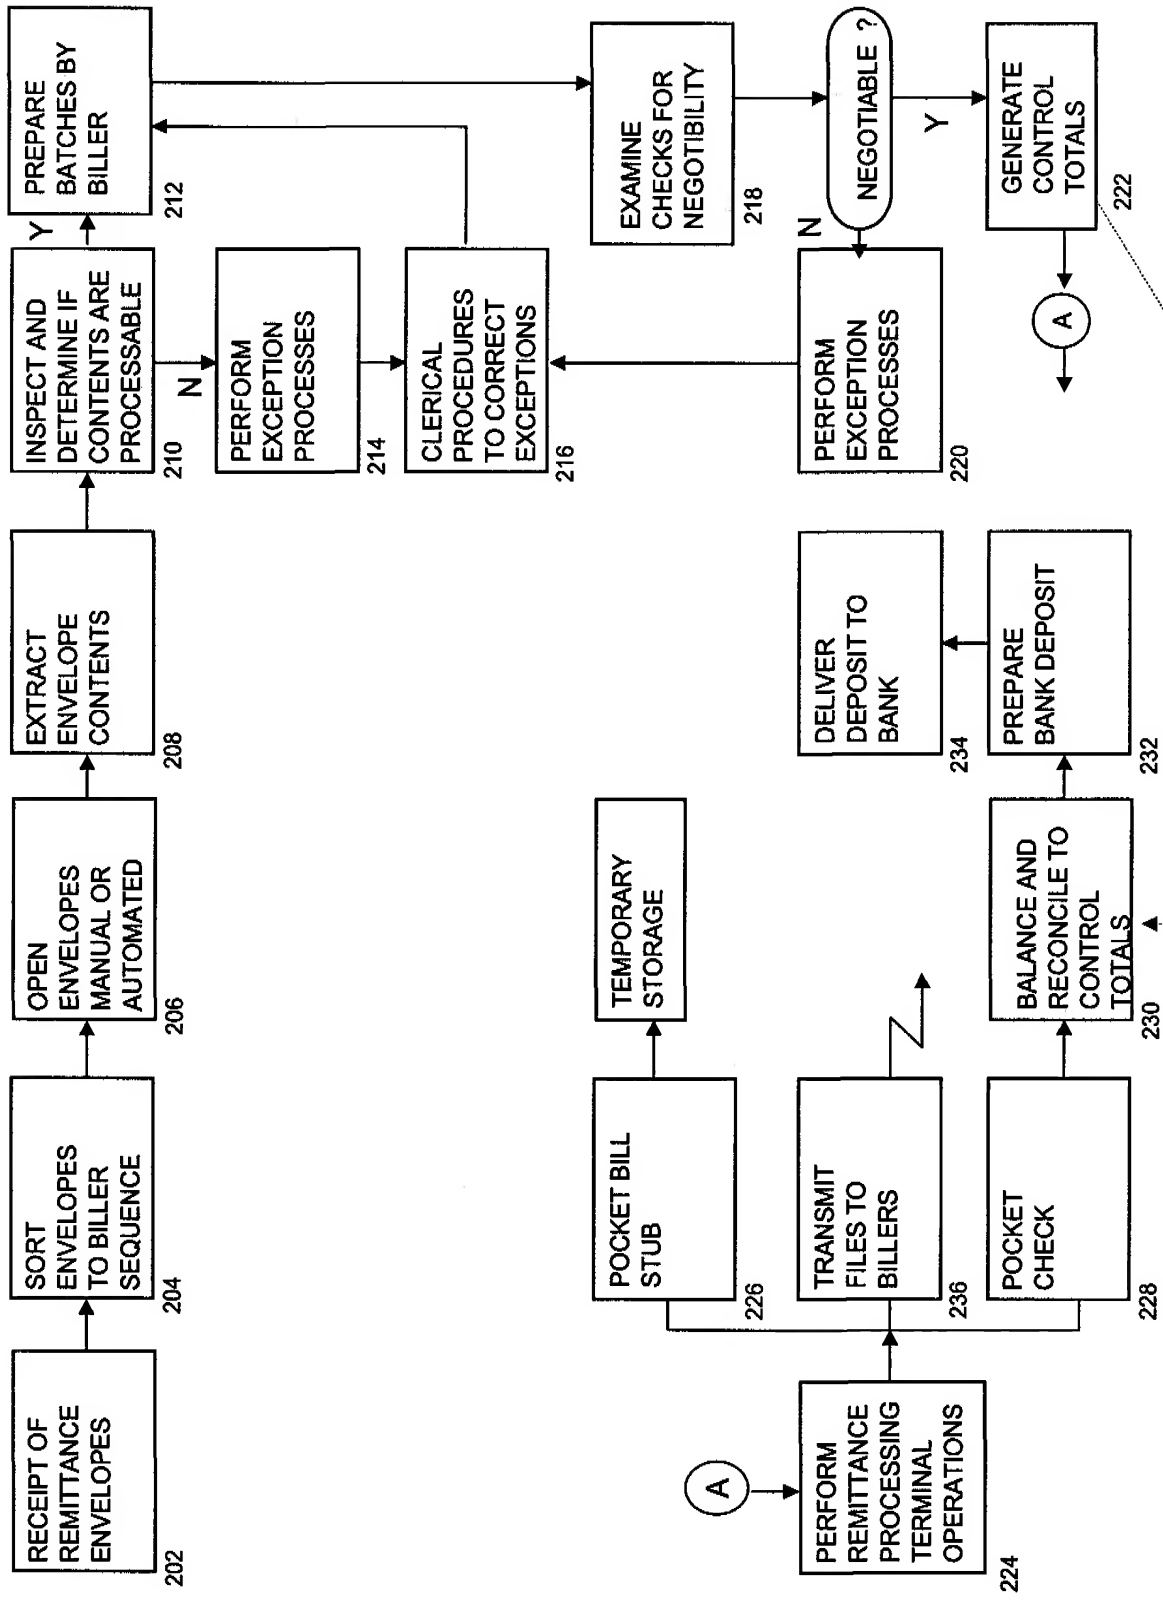 RECEIPT OF
REMITTANCE
ENVELOPES
202
SORT
ENVELOPES
TO BILLER
SEQUENCE
204
OPEN
ENVELOPES
MANUAL OR
AUTOMATED
206
EXTRACT
ENVELOPE
CONTENTS
208
INSPECT AND
DETERMINE IF
CONTENTS ARE
PROCESSABLE
210
Y
PREPARE
BATCHES BY
BILLER
212
N
PERFORM
EXCEPTION
PROCESSES
214
CLERICAL
PROCEDURES
TO CORRECT
EXCEPTIONS
216
EXAMINE
CHECKS FOR
NEGOTIBILITY
218
NEGOTIABLE ?
N
Y
PERFORM
EXCEPTION
PROCESSES
220
GENERATE
CONTROL
TOTALS
222
A
A
PERFORM
REMITTANCE
PROCESSING
TERMINAL
OPERATIONS
224
POCKET BILL
STUB
226
TEMPORARY
STORAGE
TRANSMIT
FILES TO
BILLERS
236
POCKET
CHECK
228
BALANCE AND
RECONCILE TO
CONTROL
TOTALS
230
PREPARE
BANK DEPOSIT
232
DELIVER
DEPOSIT TO
BANK
234